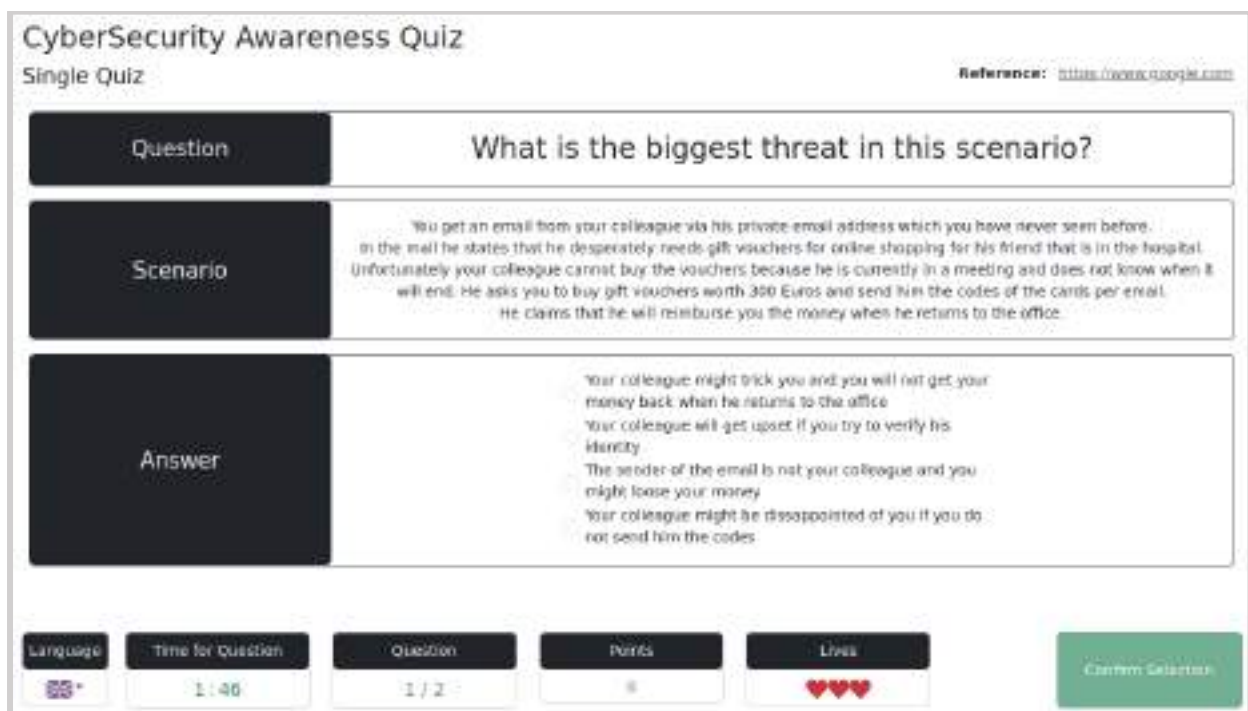 CyberSecurity Awareness Quiz
Single Quiz
Reference: https://www.google.com
Question
What is the biggest threat in this scenario?
Scenario
You get an email from your colleague via his private email address which you have never seen before.
In the mail he states that he desperately needs gift vouchers for online shopping for his friend that is in the hospital.
Unfortunately your colleague cannot buy the vouchers because he is currently in a meeting and does not know when it
will end. He asks you to buy gift vouchers worth 300 Euros and send him the codes of the cards per email.
He claims that he will reimburse you the money when he returns to the office
Answer
Your colleague might trick you and you will not get your
money back when he returns to the office
Your colleague will get upset if you try to verify his
identity
The sender of the email is not your colleague and you
might loose your money
Your colleague might be dissappointed of you if you do
not send him the codes
Language
Time for Question
1 : 46
Question
1 / 2
Points
Lives
Confirm Selection